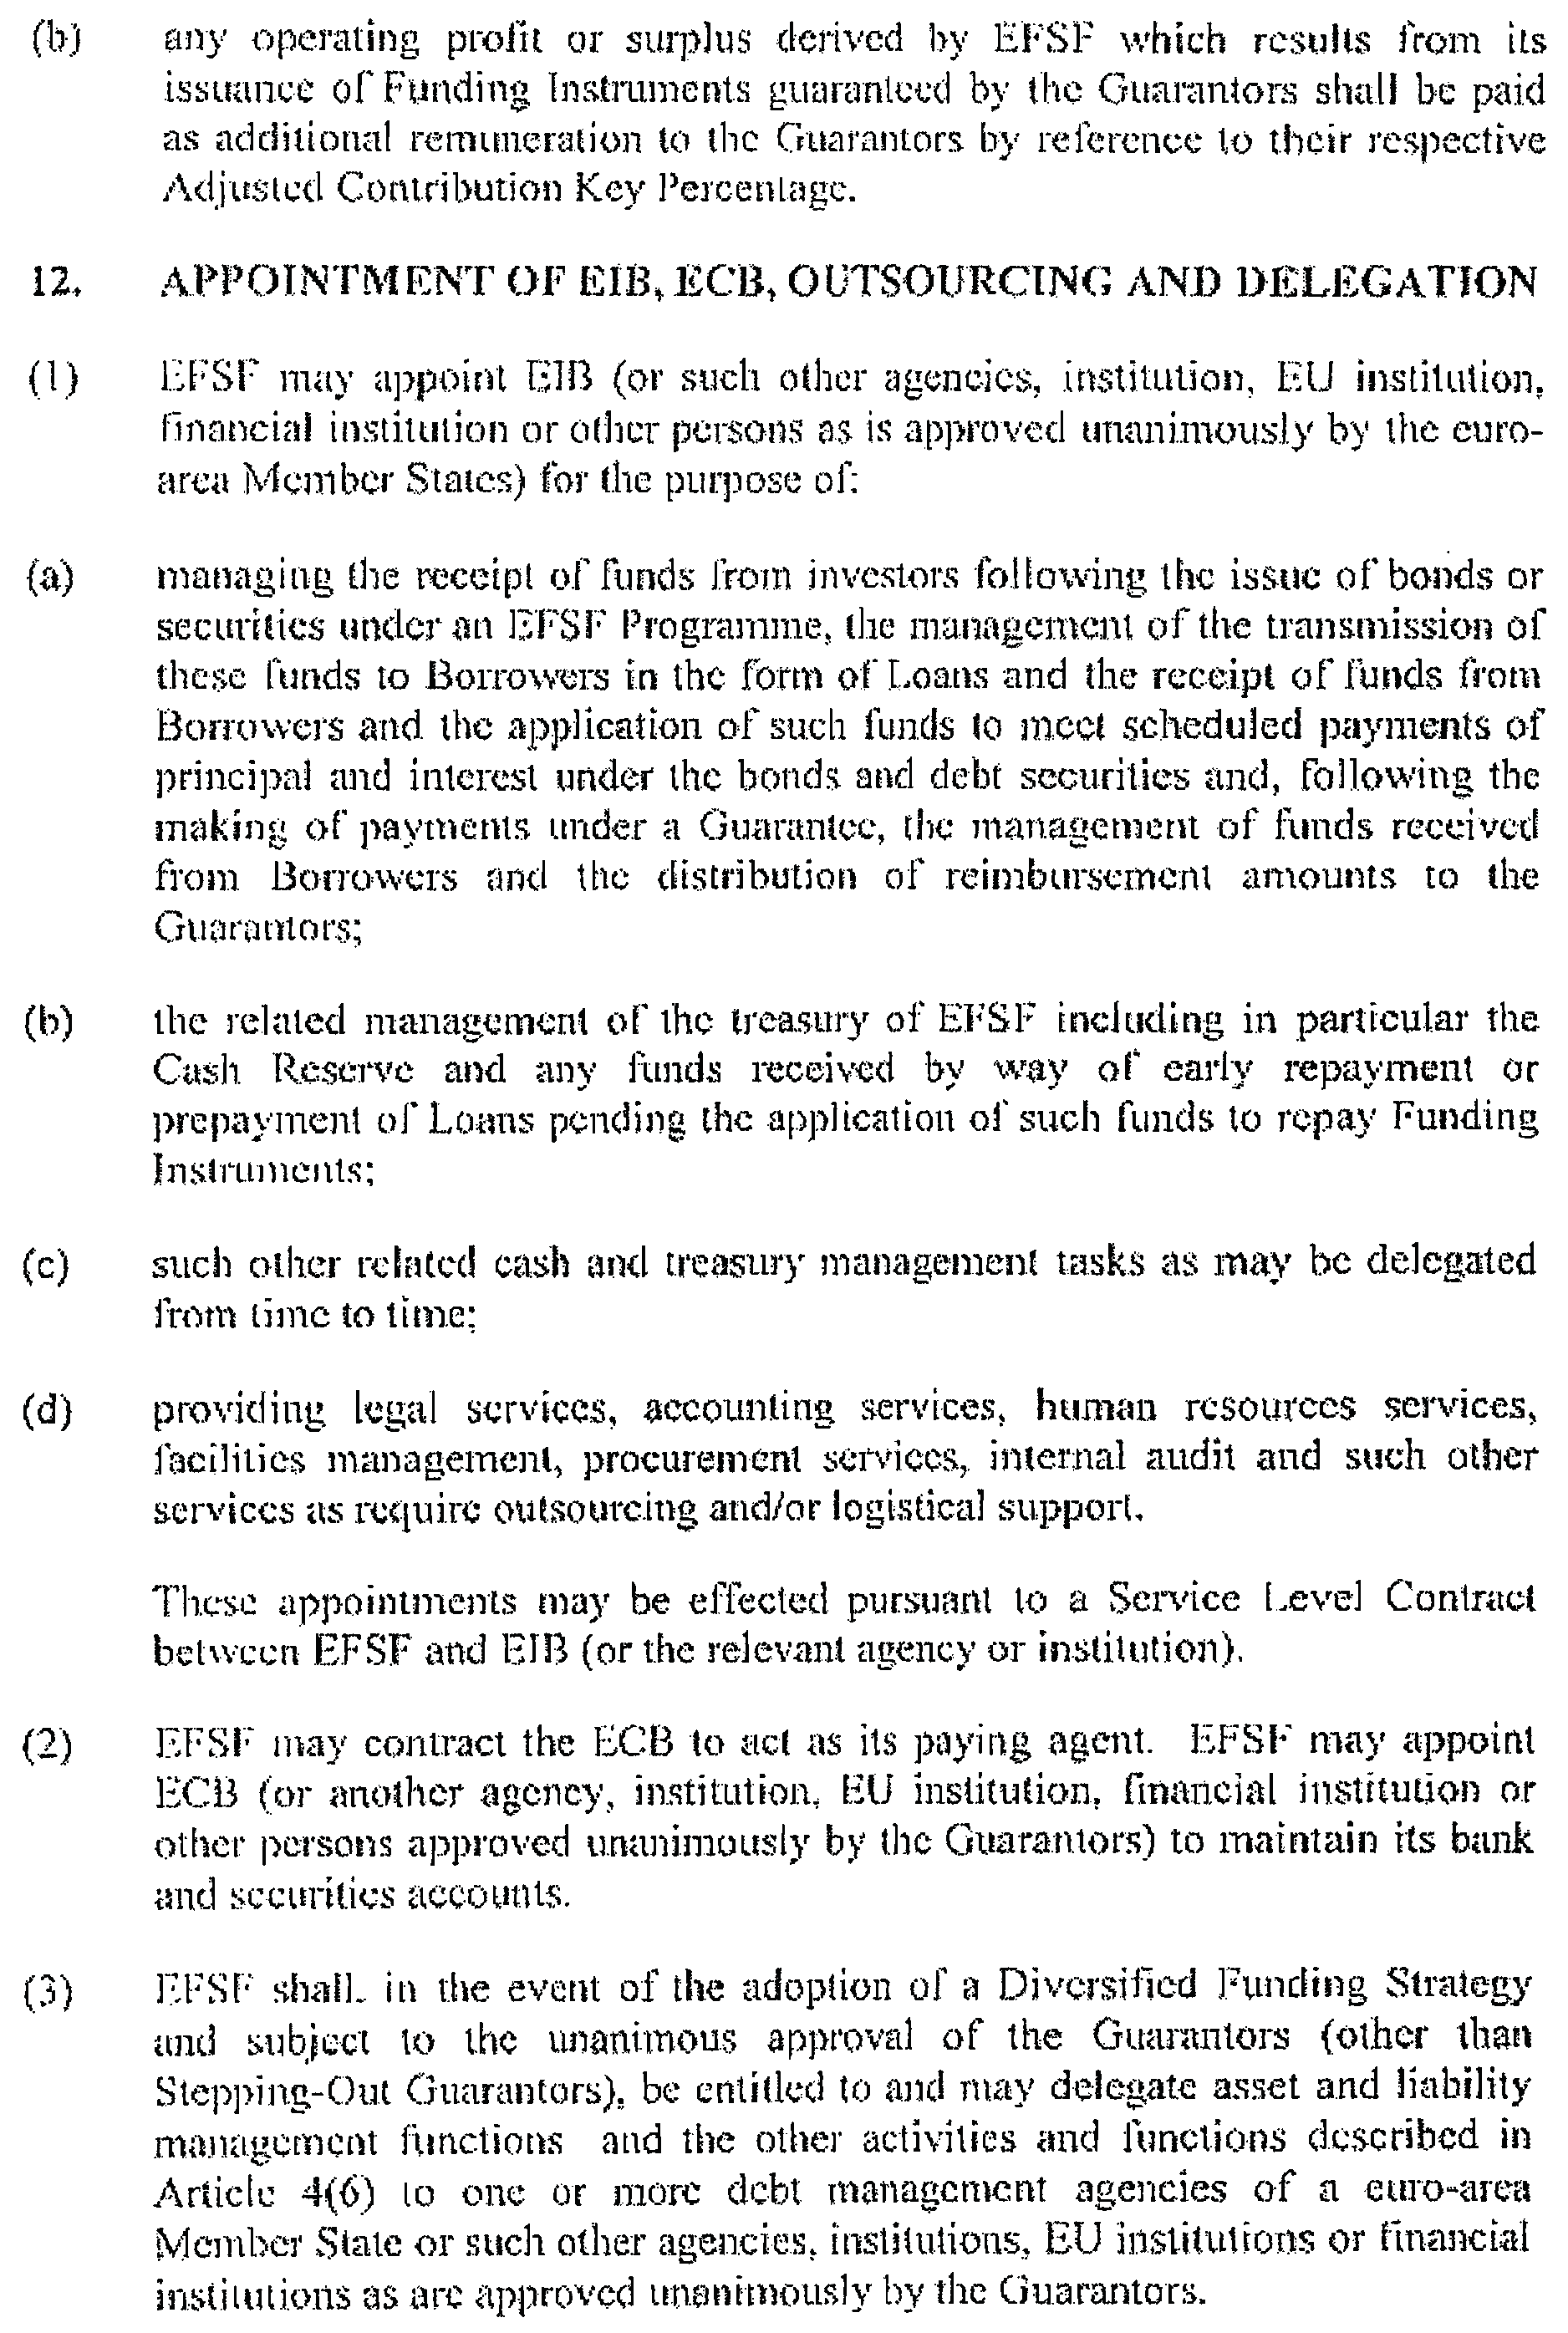 (b) any operating profit or surplus derived by EFSF which results from its
issuance of Funding Instruments guaranteed by the Guarantors shall be paid
as additional remuneration to the Guarantors by reference to their respective
Adjusted Contribution Key Percentage.
12. APPOINTMENT OF EIB, ECB, OUTSOURCING AND DELEGATION
(1) EFSF may appoint EIB (or such other agencies, institution, EU institution,
financial institution or other persons as is approved unanimously by the euro-
area Member States) for the purpose of:
(a) managing the receipt of funds from investors following the issue of bonds or
securities under an EFSF Programme, the management of the transmission of
these funds to Borrowers in the form of Loans and the receipt of funds from
Borrowers and the application of such funds to meet scheduled payments of
principal and interest under the bonds and debt securities and, following the
making of payments under a Guarantee, the management of funds received
from Borrowers and the distribution of reimbursement amounts to the
Guarantors;
(b) the related management of the treasury of EFSF including in particular the
Cash Reserve and any funds received by way of early repayment or
prepayment of Loans pending the application of such funds to repay Funding
Instruments;
(c) such other related cash and treasury management tasks as may be delegated
from time to time;
(d) providing legal services, accounting services, human resources services,
facilities management, procurement services, internal audit and such other
services as require outsourcing and/or logistical support.
These appointments may be effected pursuant to a Service Level Contract
between EFSF and EIB (or the relevant agency or institution).
(2) EFSF may contract the ECB to act as its paying agent. EFSF may appoint
ECB (or another agency, institution, EU institution, financial institution or
other persons approved unanimously by the Guarantors) to maintain its bank
and securities accounts.
(3) EFSF shall, in the event of the adoption of a Diversified Funding Strategy
and subject to the unanimous approval of the Guarantors (other than
Stepping-Out Guarantors), be entitled to and may delegate asset and liability
management functions and the other activities and functions described in
Article 4(6) to one or more debt management agencies of a euro-area
Member State or such other agencies, institutions, EU institutions or financial
institutions as are approved unanimously by the Guarantors.